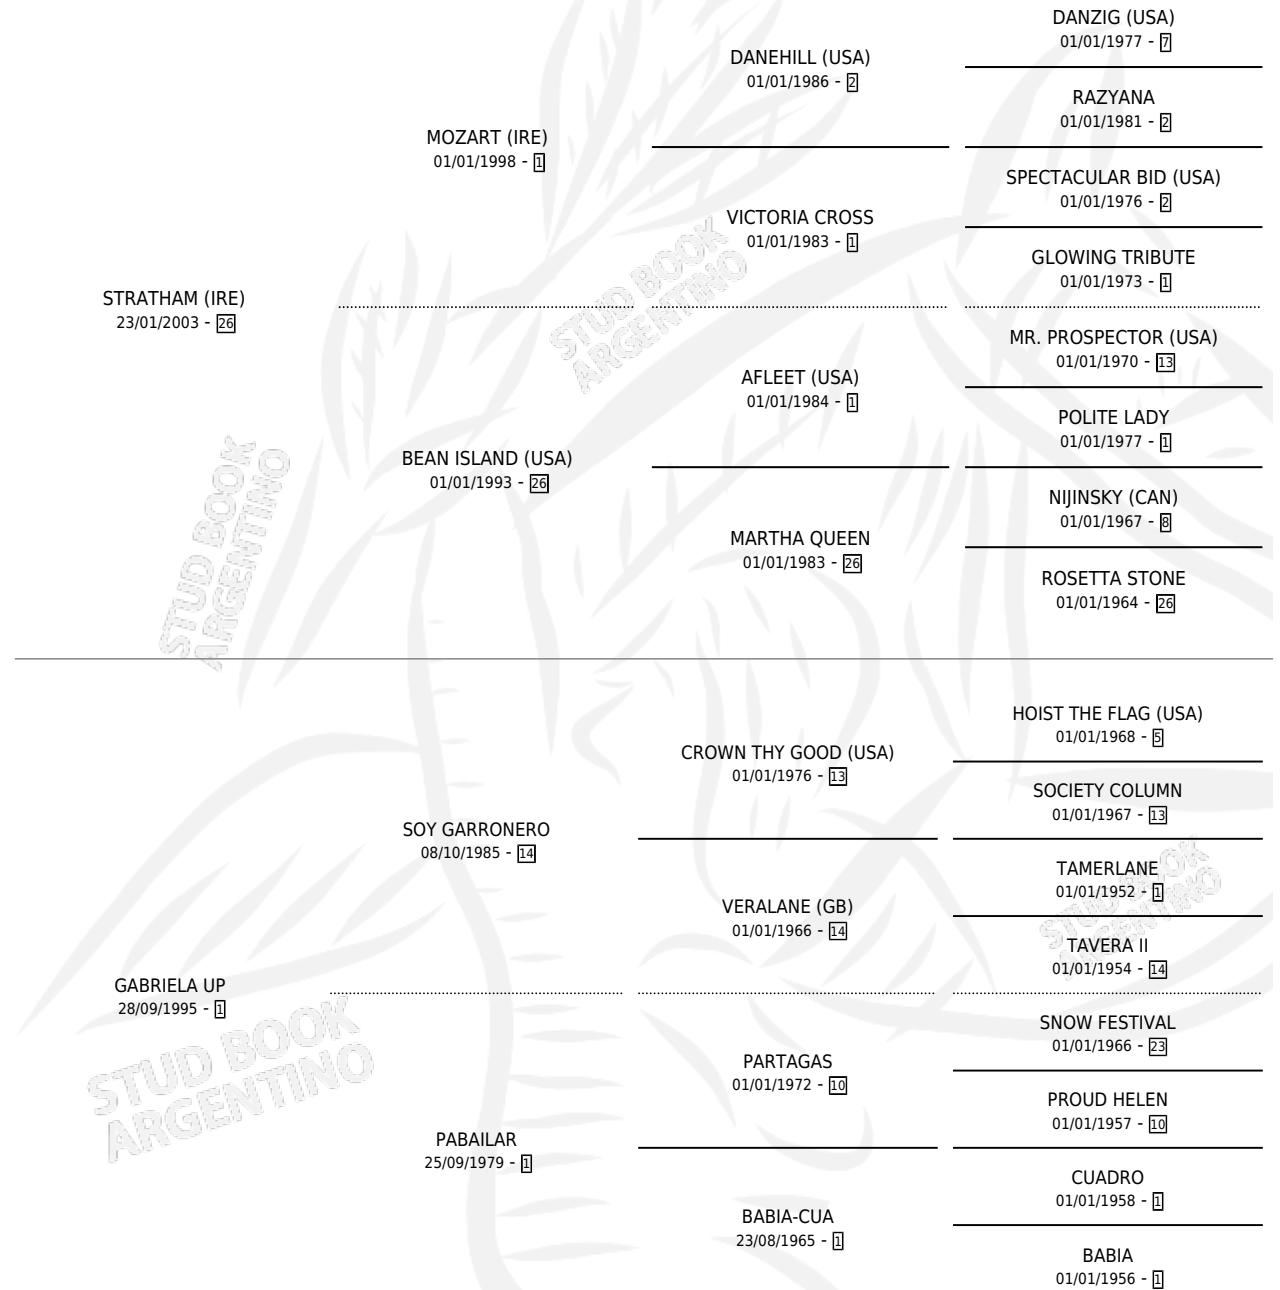 DANZIG (USA)
01/01/1977 - 7
DANEHILL (USA)
01/01/1986 - 2
RAZYANA
01/01/1981 - 2
MOZART (IRE)
01/01/1998 - 1
SPECTACULAR BID (USA)
01/01/1976 - 2
VICTORIA CROSS
01/01/1983 - 1
GLOWING TRIBUTE
01/01/1973 - 1
STRATHAM (IRE)
23/01/2003 - 26
MR. PROSPECTOR (USA)
01/01/1970 - 13
AFLEET (USA)
01/01/1984 - 1
POLITE LADY
01/01/1977 - 1
BEAN ISLAND (USA)
01/01/1993 - 26
NIJINSKY (CAN)
01/01/1967 - 8
MARTHA QUEEN
01/01/1983 - 26
ROSETTA STONE
01/01/1964 - 26
HOIST THE FLAG (USA)
01/01/1968 - 5
CROWN THY GOOD (USA)
01/01/1976 - 13
SOCIETY COLUMN
01/01/1967 - 13
SOY GARRONERO
08/10/1985 - 14
TAMERLANE
01/01/1952 - 1
VERALANE (GB)
01/01/1966 - 14
TAVERA II
01/01/1954 - 14
GABRIELA UP
28/09/1995 - 1
SNOW FESTIVAL
01/01/1966 - 23
PARTAGAS
01/01/1972 - 10
PROUD HELEN
01/01/1957 - 10
PABAILAR
25/09/1979 - 1
CUADRO
01/01/1958 - 1
BABIA-CUA
23/08/1965 - 1
BABIA
01/01/1956 - 1
STUD BOOK
ARGENTINO
STUD BOOK
ARGENTINO
STUD BOOK
ARGENTINO
STUD BOOK
ARGENTINO